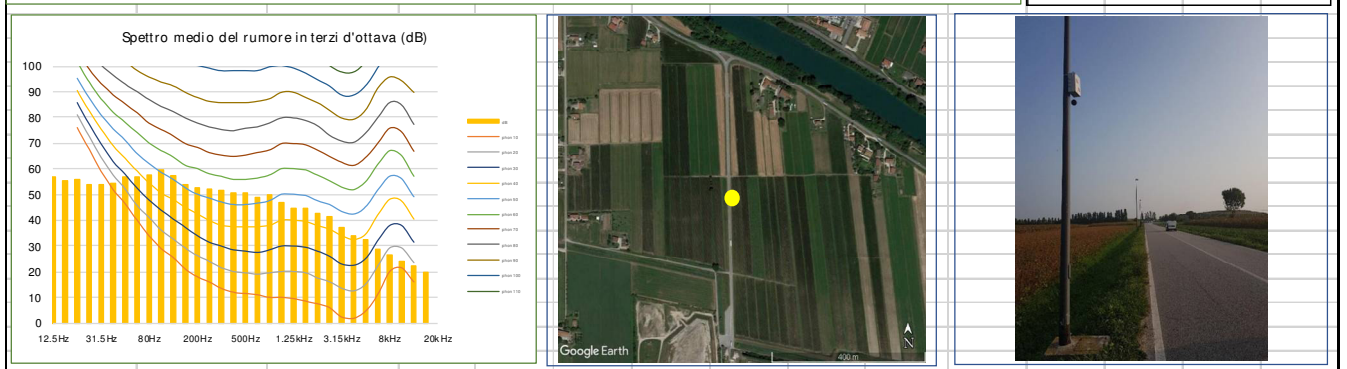 Spettro medio del rumore in terzi d'ottava (dB)
100
90
80
70
60
50
40
30
20
10
0
12.5Hz 31.5Hz 80Hz 200Hz 500Hz 1.25kHz 3.15kHz 8kHz 20kHz
dB
phon 10
phon 20
phon 30
phon 40
phon 50
phon 60
phon 70
phon 80
phon 90
phon 100
phon 110
Google Earth
400 m
N